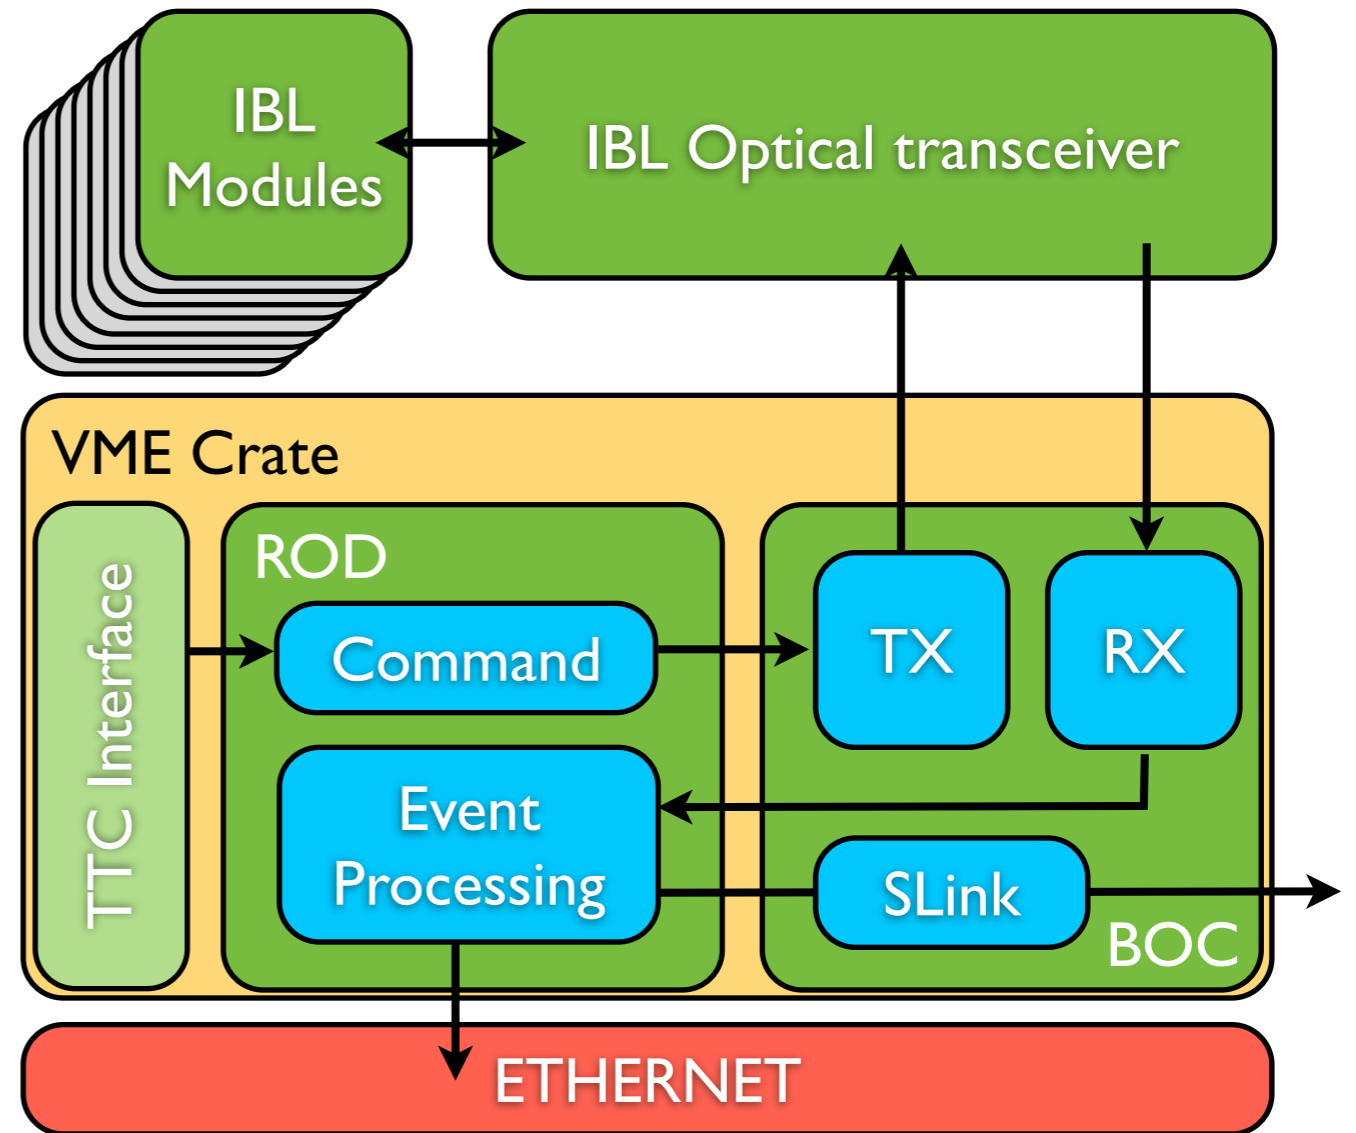 IBL
Modules
IBL Optical transceiver
VME Crate
TTC Interface
ROD
Command
TX
RX
Event
Processing
SLink
BOC
ETHERNET